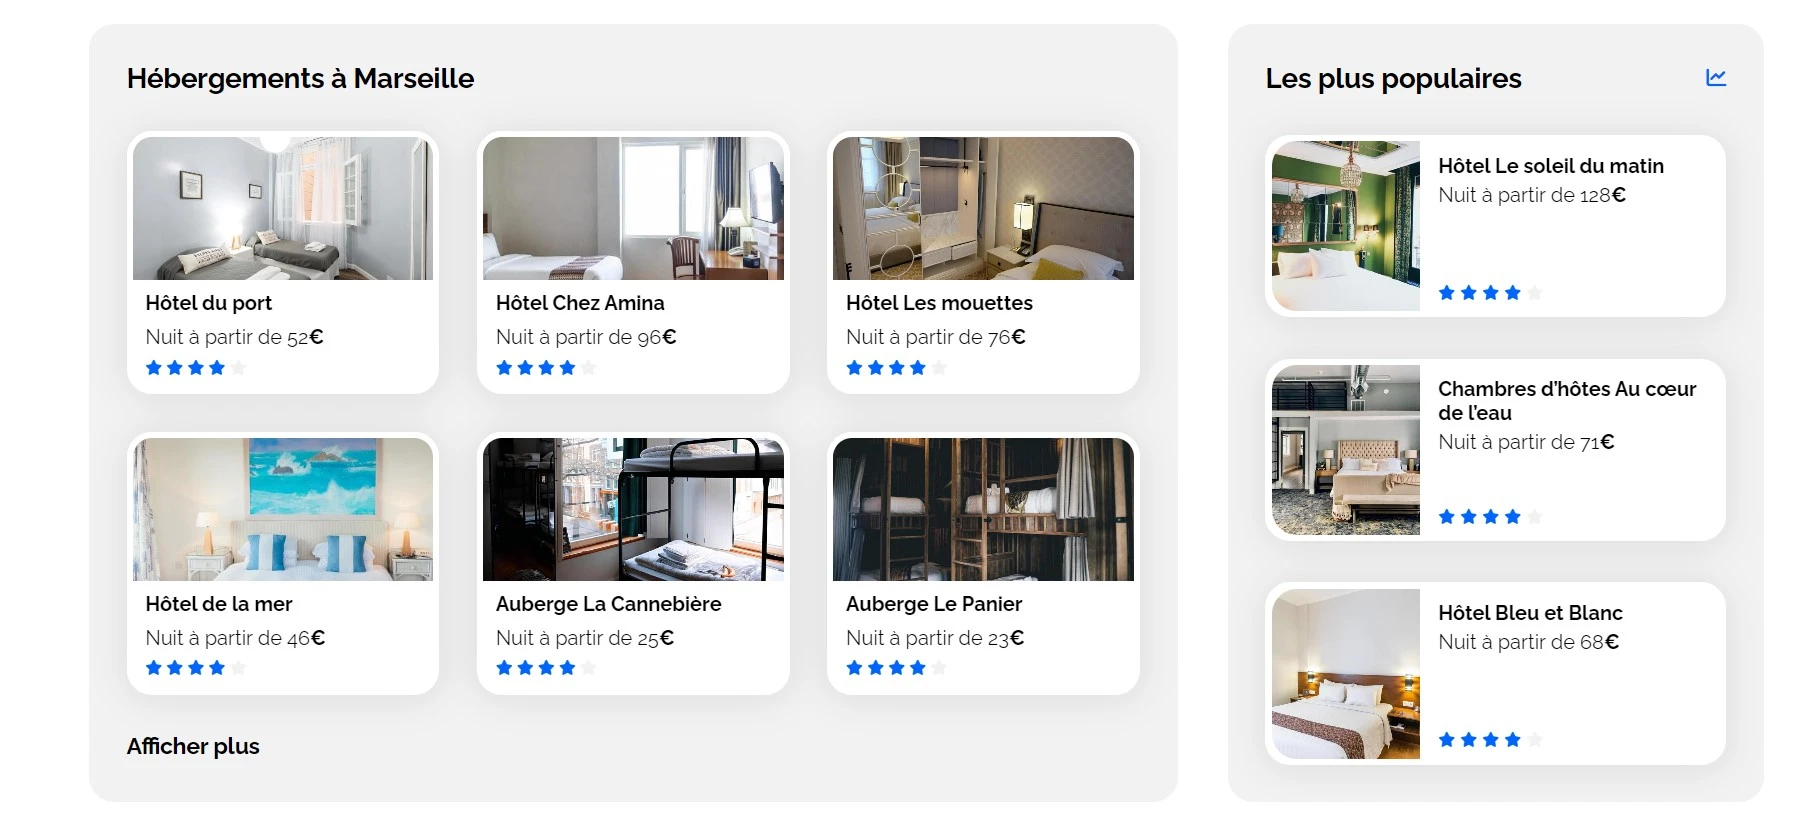 Hébergements à Marseille
Hôtel du port
Nuit à partir de 52€
Hôtel Chez Amina
Nuit à partir de 96€
Hôtel Les mouettes
Nuit à partir de 76€
Hôtel de la mer
Nuit à partir de 46€
Auberge La Cannebière
Nuit à partir de 25€
Auberge Le Panier
Nuit à partir de 23€
Afficher plus
Les plus populaires
Hôtel Le soleil du matin
Nuit à partir de 128€
Chambres d’hôtes Au cœur
de l’eau
Nuit à partir de 71€
Hôtel Bleu et Blanc
Nuit à partir de 68€